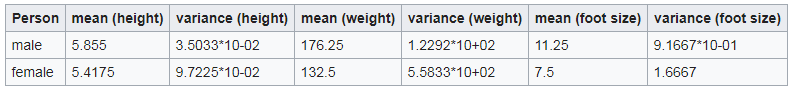 Person mean (height) variance (height) mean (weight) variance (weight) mean (foot size) variance (foot size)
male 5.855 3.5033*10-02 176.25 1.2292*10+02 11.25 9.1667*10-01
female 5.4175 9.7225*10-02 132.5 5.5833*10+02 7.5 1.6667